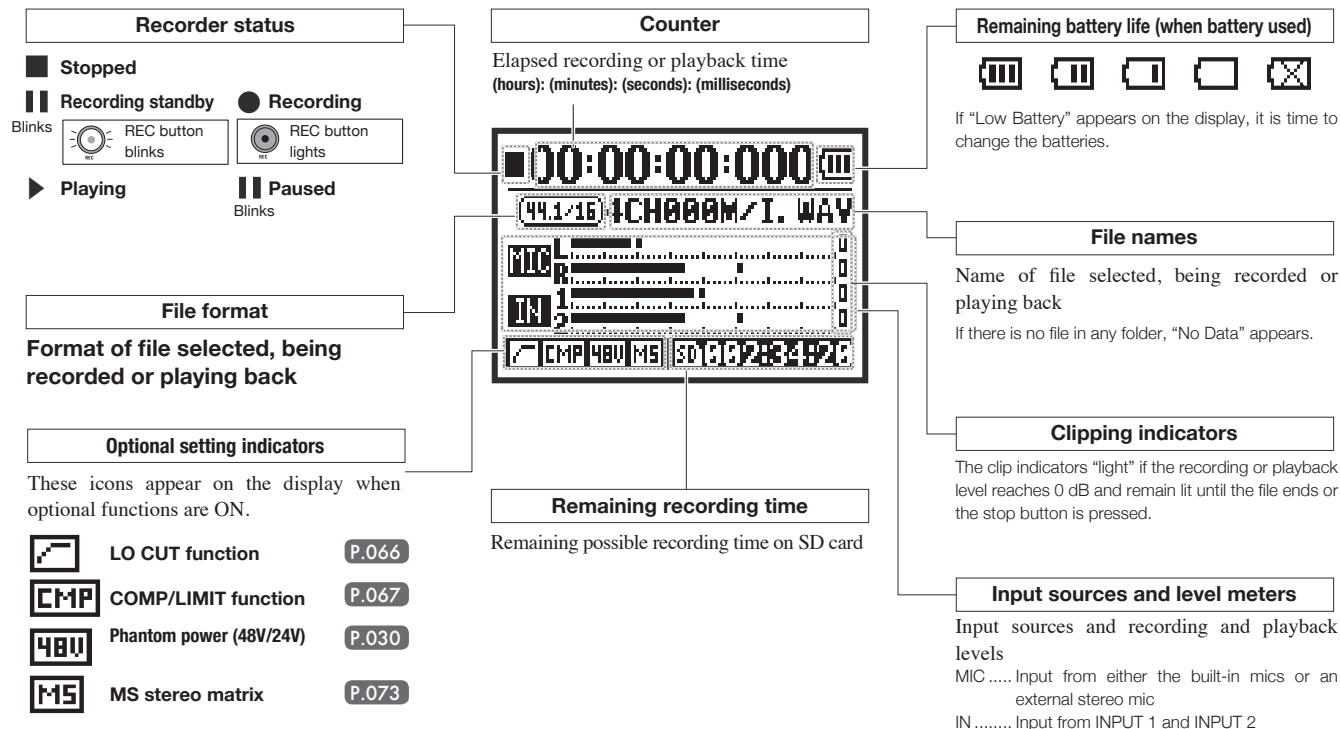 Recorder status
Stopped
Recording standby
Recording
Blinks
REC button
blinks
REC
REC button
lights
REC
Playing
Paused
Blinks
File format
Format of file selected, being
recorded or playing back
Optional setting indicators
These icons appear on the display when
optional functions are ON.
LO CUT function P.066
CMP COMP/LIMIT function P.067
48V Phantom power (48V/24V) P.030
MS MS stereo matrix P.073
Counter
Elapsed recording or playback time
(hours): (minutes): (seconds): (milliseconds)
00:00:00:000
44.1/16 4CH000M/I. WAV
MIC L
R
IN 1
2
0
0
0
0
CMP 48V MS SD
Remaining recording time
Remaining possible recording time on SD card
Remaining battery life (when battery used)
If “Low Battery” appears on the display, it is time to
change the batteries.
File names
Name of file selected, being recorded or
playing back
If there is no file in any folder, “No Data” appears.
Clipping indicators
The clip indicators “light” if the recording or playback
level reaches 0 dB and remain lit until the file ends or
the stop button is pressed.
Input sources and level meters
Input sources and recording and playback
levels
MIC ..... Input from either the built-in mics or an
external stereo mic
IN ........ Input from INPUT 1 and INPUT 2